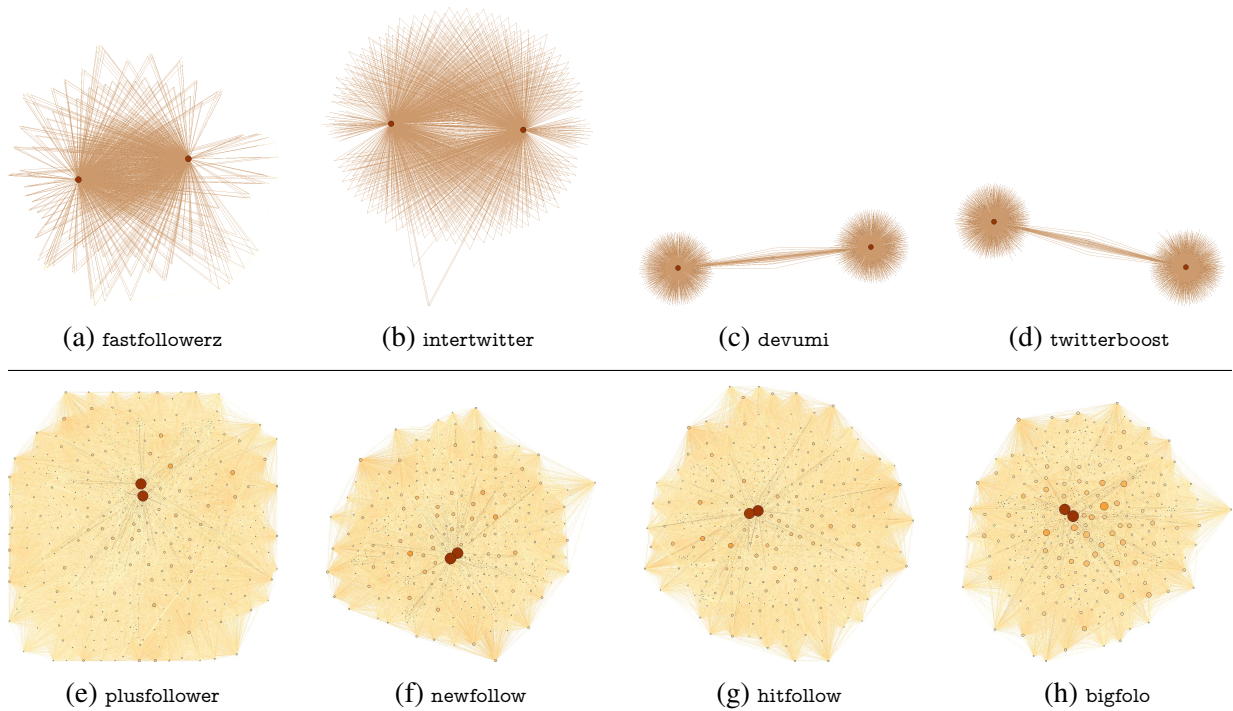 (a) fastfollowerz
(b) intertwitter
(c) devumi
(d) twitterboost
(e) plusfollower
(f) newfollow
(g) hitfollow
(h) bigfolo